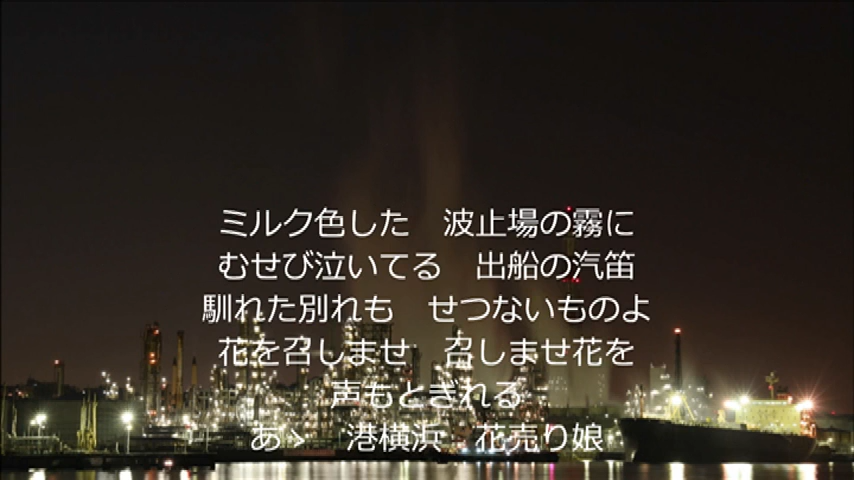 ミルク色した　波止場の霧に
むせび泣いてる　出船の汽笛
馴れた別れも　せつないものよ
花を召しませ　召しませ花を
声もとぎれる
あゝ　港横浜　花売り娘